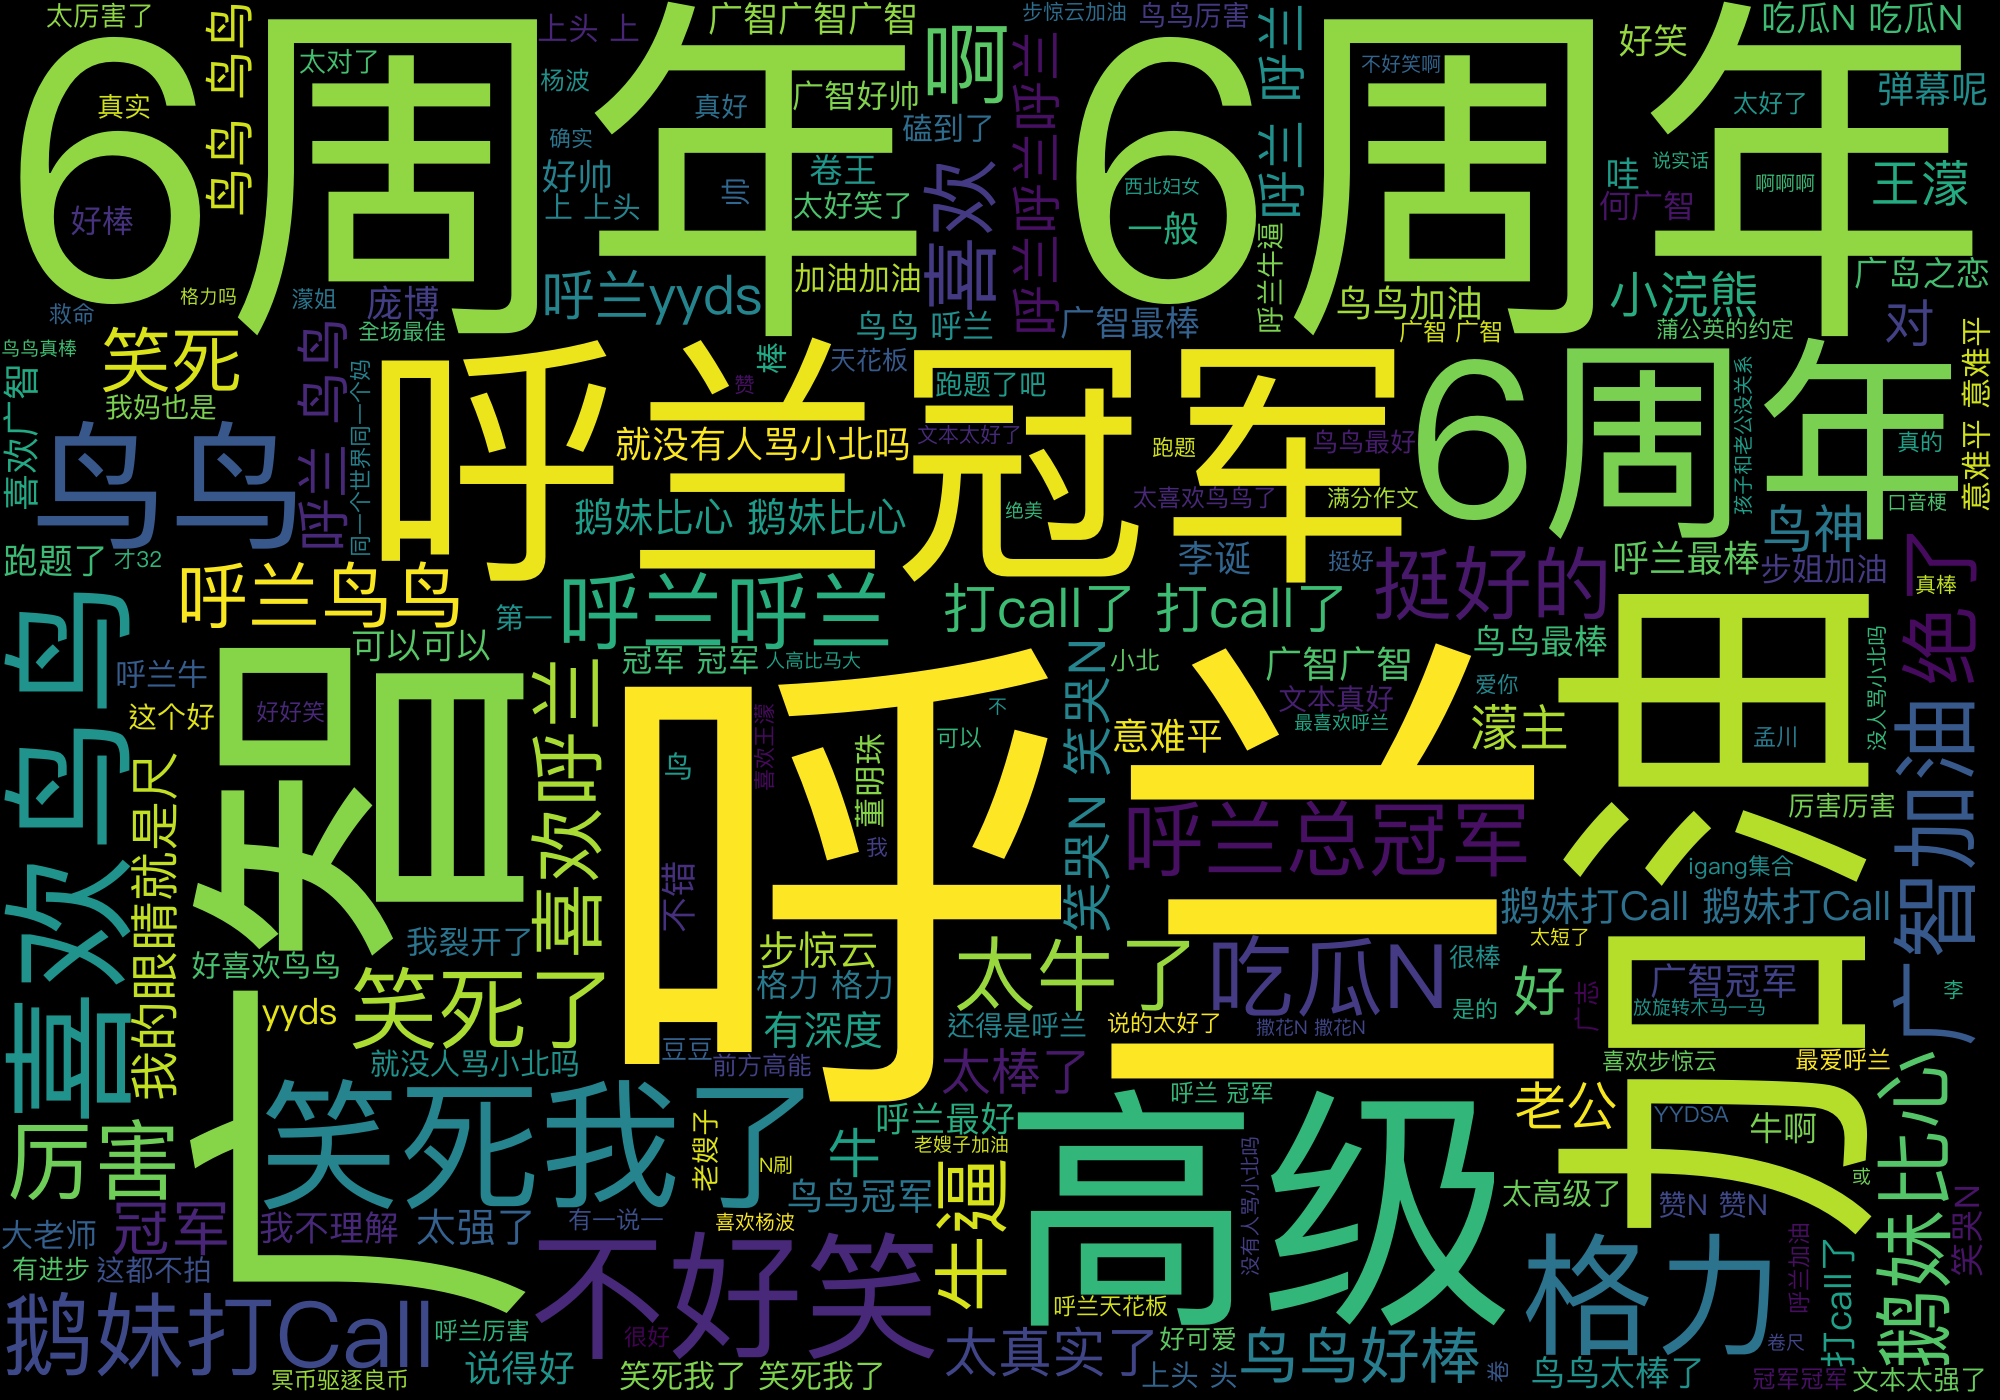 太厉害了
鸟鸟 鸟鸟
6周年 6周年
上头 上
广智广智广智
步惊云加油
鸟鸟厉害
吃瓜N 吃瓜N
好笑
太对了
杨波
真好
广智好帅
啊
呼兰呼兰呼兰
呼兰 呼兰
不好笑啊
太好了
弹幕呢
真实
确实
磕到了
说实话
好帅
卷王
帅
西北妇女
哇
啊啊啊
王濛
好棒
上 上头
太好笑了
喜欢
一般
何广智
呼兰牛逼
格力吗
濛姐
庞博
呼兰yyds
加油加油
小浣熊
广鸟之恋
救命
全场最佳
鸟鸟 呼兰
广智最棒
鸟鸟加油
广智 广智
蒲公英的约定
对
意难平 意难平
鸟鸟真棒
笑死
呼兰 鸟鸟
呼兰冠军
棒
天花板
6周年
喜欢广智
我妈也是
同一个世界同一个妈
赞
跑题了吧
孩子和老公没关系
鸟鸟
就没有人骂小北吗
文本太好了
跑题
鸟鸟最好
真的
太喜欢鸟鸟了
满分作文
口音梗
鹅妹比心 鹅妹比心
绝美
鸟神
跑题了
才32
李诞
挺好
挺好的
呼兰最棒
步姐加油
绝了
呼兰鸟鸟
呼兰呼兰
打call了 打call了
真棒
第一
喜欢鸟鸟
可以可以
冠军 冠军
人高比马大
小北
广智广智
鸟鸟最棒
没人骂小北吗
呼兰牛
广智
喜欢呼兰
呼兰
笑哭N 笑哭N
文本真好
爱你
加油
广智加油
这个好
好好笑
喜欢王濛
不
可以
意难平
最喜欢呼兰
濛主
孟川
鸟
董明珠
我
我的眼睛就是尺
厉害厉害
呼兰总冠军
不错
igang集合
鹅妹打Call 鹅妹打Call
我裂开了
步惊云
太牛了
吃瓜N
太短了
好喜欢鸟鸟
格力 格力
很棒
好
广志
广智冠军
李
yyds
笑死了
有深度
还得是呼兰
说的太好了
撒花N 撒花N
是的
放旋转木马一马
就没人骂小北吗
豆豆
前方高能
太棒了
喜欢步惊云
最爱呼兰
鹅妹比心
厉害
笑死我了
老嫂子
呼兰最好
高级
呼兰 冠军
老公
YYDSA
牛啊
牛
老嫂子加油
N刷
没有人骂小北吗
或
大老师
冠军
我不理解
太强了
有一说一
鸟鸟冠军
牛逼
太高级了
赞N 赞N
笑哭N
喜欢杨波
有进步
这都不拍
不好笑
格力
呼兰加油
打call了
鹅妹打Call
呼兰厉害
很好
呼兰天花板
太真实了
好可爱
鸟鸟好棒
卷尺
冥币驱逐良币
说得好
笑死我了 笑死我了
上头 头
卷
鸟鸟太棒了
冠军冠军
文本太强了